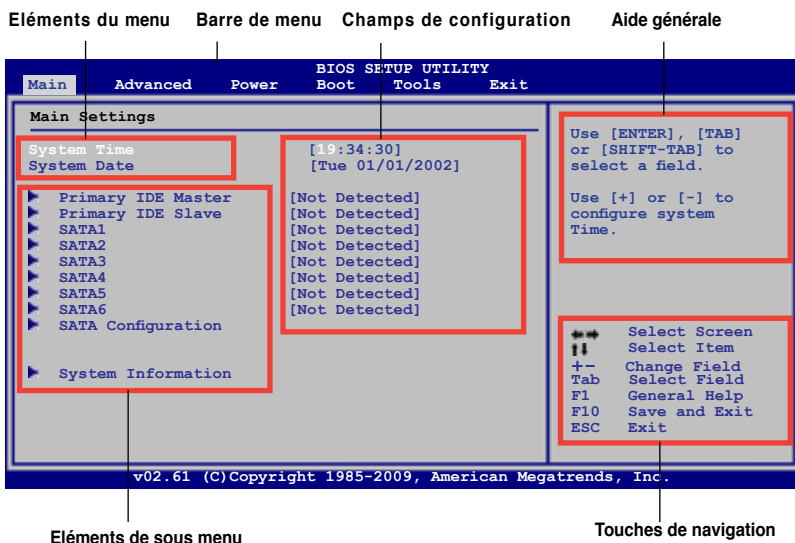 Eléments du menu Barre de menu Champs de configuration Aide générale
BIOS SETUP UTILITY
Main Advanced Power Boot Tools Exit
Main Settings
System Time [19:34:30]
System Date [Tue 01/01/2002]
Primary IDE Master [Not Detected]
Primary IDE Slave [Not Detected]
SATA1 [Not Detected]
SATA2 [Not Detected]
SATA3 [Not Detected]
SATA4 [Not Detected]
SATA5 [Not Detected]
SATA6 [Not Detected]
SATA Configuration
System Information
Use [ENTER], [TAB]
or [SHIFT-TAB] to
select a field.
Use [+] or [-] to
configure system
Time.
←→ Select Screen
↑↓ Select Item
+- Change Field
Tab Select Field
F1 General Help
F10 Save and Exit
ESC Exit
v02.61 (C)Copyright 1985-2009, American Megatrends, Inc.
Eléments de sous menu Touches de navigation